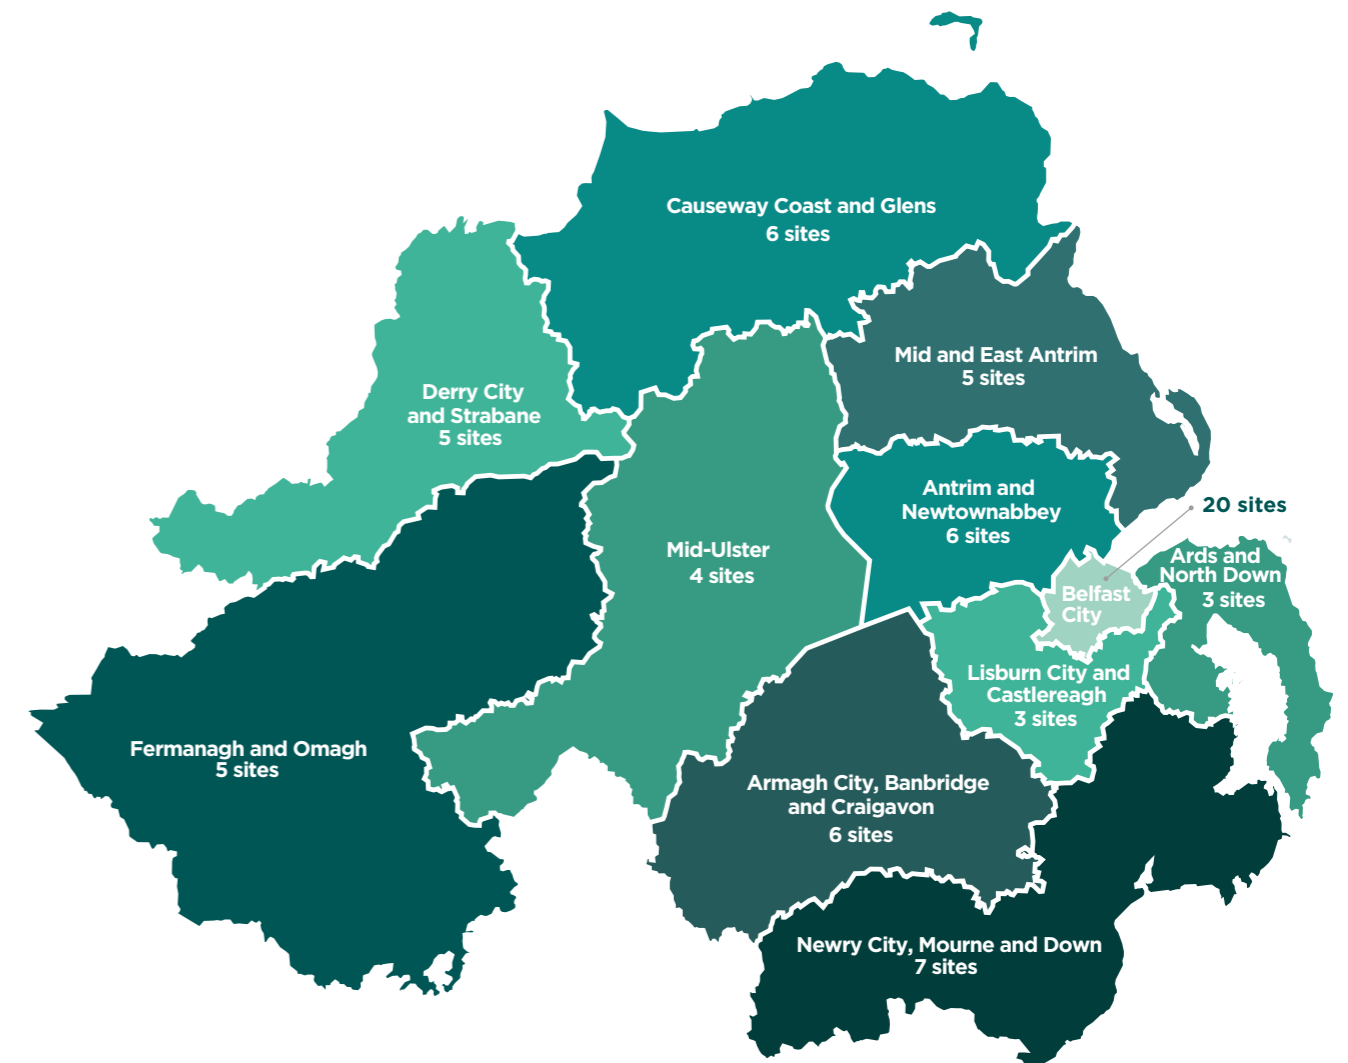 Causeway Coast and Glens
6 sites
Mid and East Antrim
5 sites
Derry City
and Strabane
5 sites
Antrim and
Newtownabbey
6 sites
20 sites
Mid-Ulster
4 sites
Ards and
North Down
3 sites
Belfast
City
Lisburn City and
Castlereagh
3 sites
Fermanagh and Omagh
5 sites
Armagh City, Banbridge
and Craigavon
6 sites
Newry City, Mourne and Down
7 sites